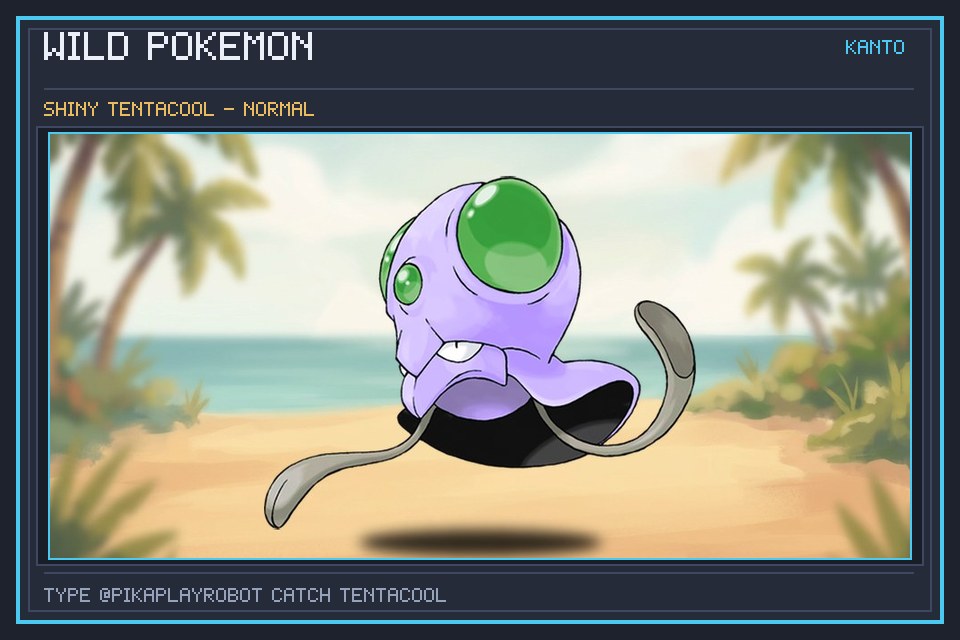 WILD POKEMON
KANTO
SHINY TENTACOOL - NORMAL
TYPE @PIKAPLAYROBOT CATCH TENTACOOL